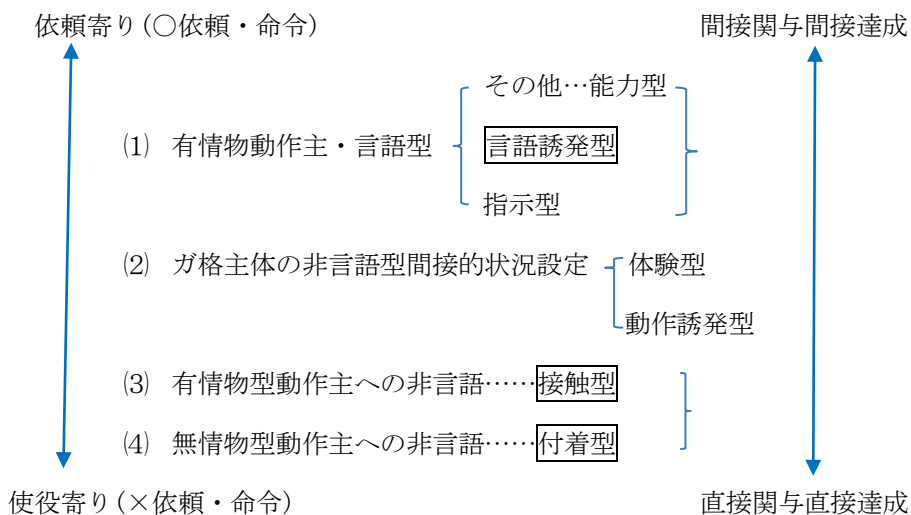 依頼寄り(○依頼・命令) 間接関与間接達成
その他…能力型
⑴ 有情物動作主・言語型 言語誘発型
指示型
⑵ ガ格主体の非言語型間接的状況設定 体験型
動作誘発型
⑶ 有情物型動作主への非言語……接触型
⑷ 無情物型動作主への非言語……付着型
使役寄り(×依頼・命令) 直接関与直接達成